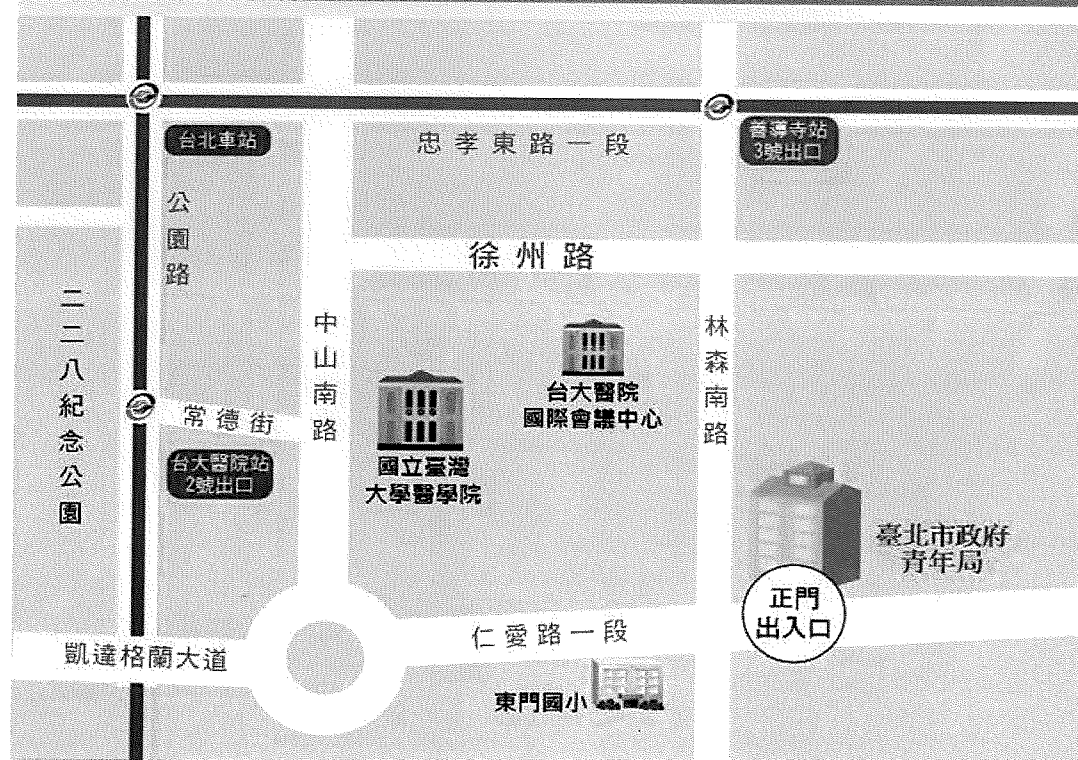 台北車站
忠孝東路一段
善導寺站
3號出口
公園路
徐州路
二二八紀念公園
中山南路
林森南路
台大醫院
國際會議中心
常德街
國立臺灣
大學醫學院
台大醫院站
2號出口
臺北市政府
青年局
正門
出入口
仁愛路一段
凱達格蘭大道
東門國小